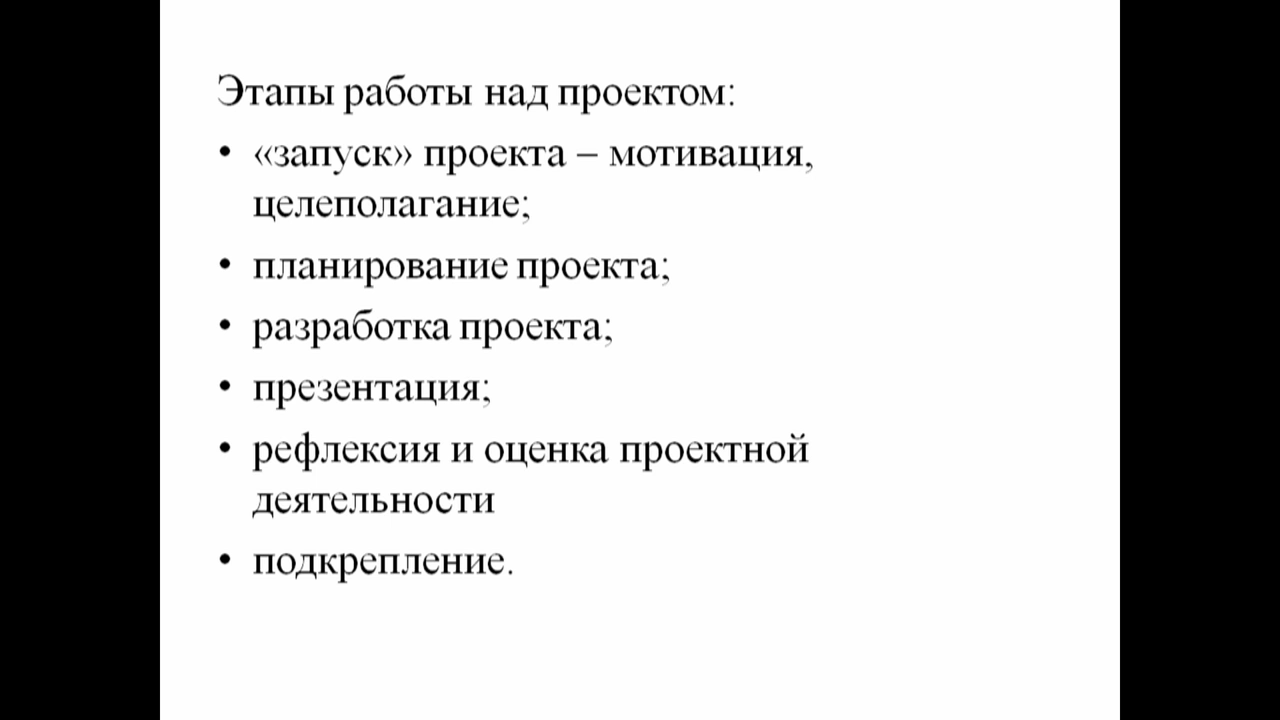 Этапы работы над проектом:
• «запуск» проекта – мотивация,
целеполагание;
• планирование проекта;
• разработка проекта;
• презентация;
• рефлексия и оценка проектной
деятельности
• подкрепление.